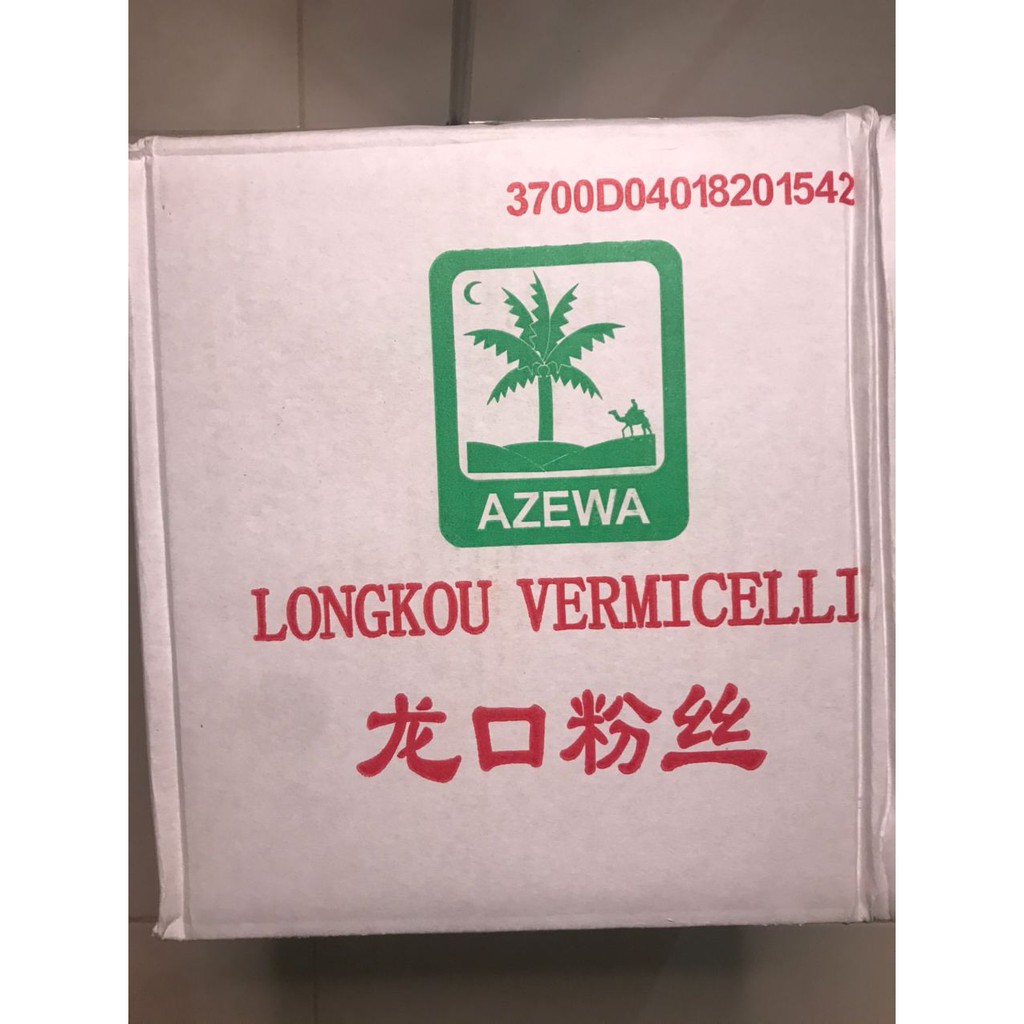 3700D04018201542
AZEWA
LONGKOU VERMICELLI
龙口粉丝